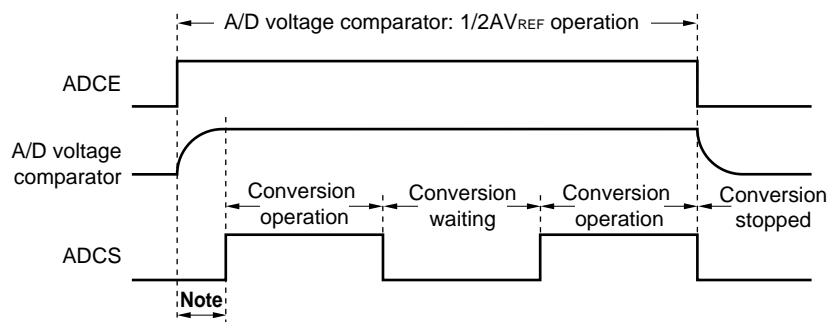 A/D voltage comparator: 1/2AVREF operation
ADCE
A/D voltage
comparator
Conversion
operation
Conversion
waiting
Conversion
operation
Conversion
stopped
ADCS
Note